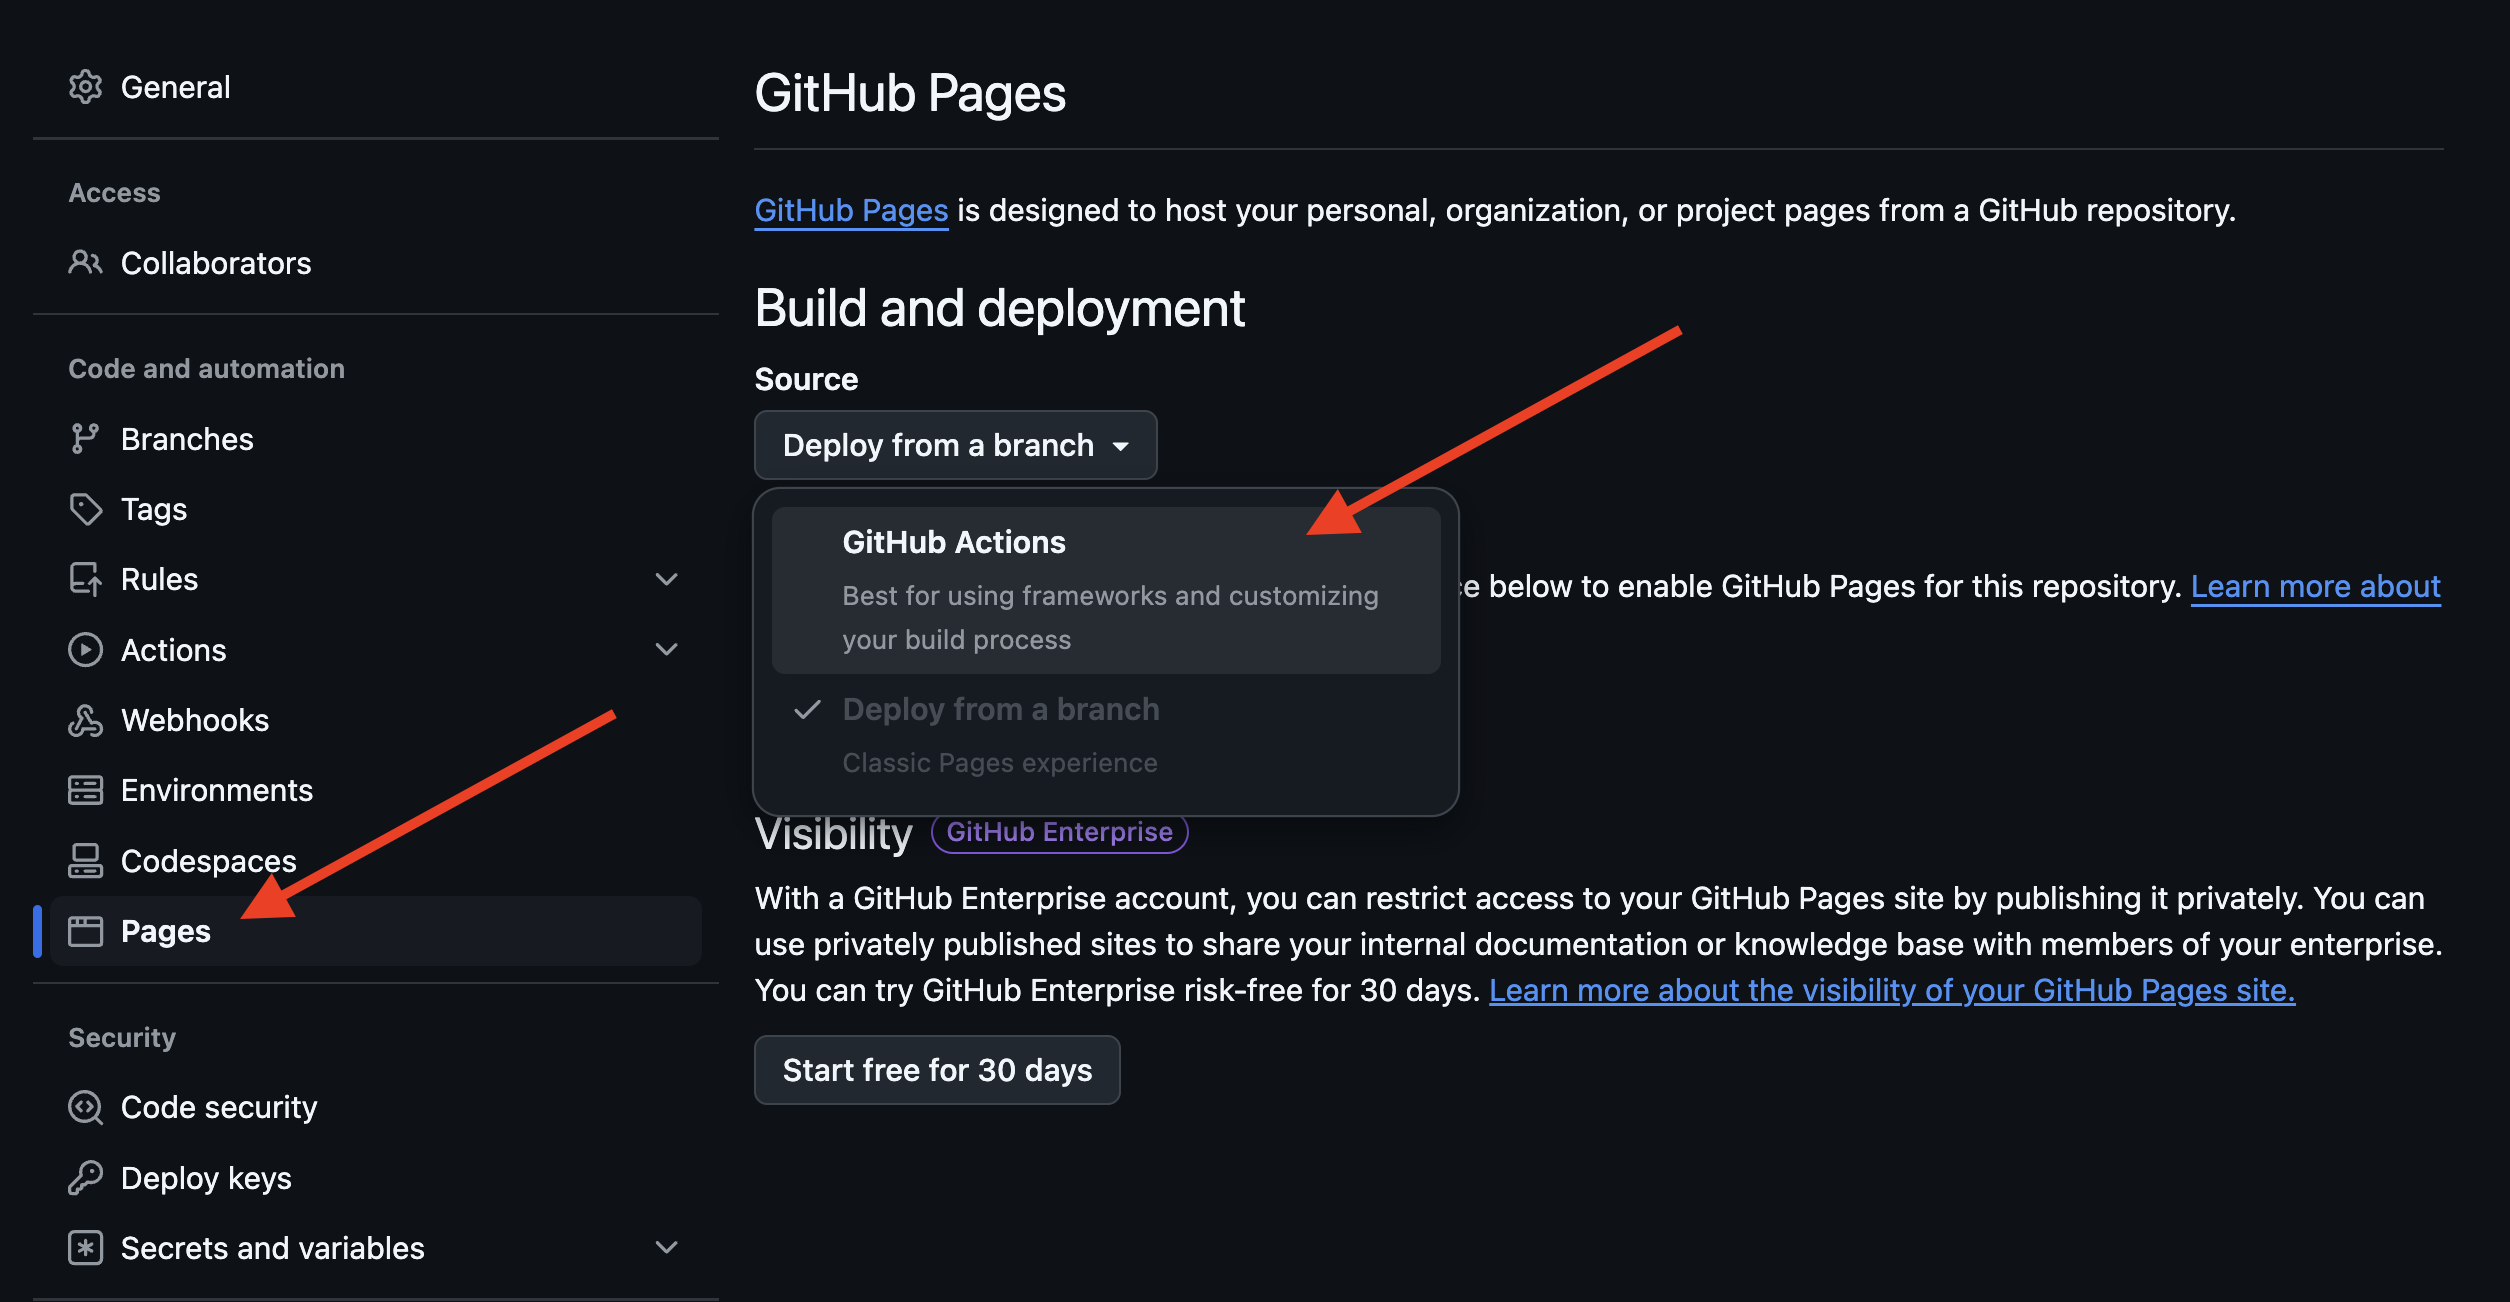 General
Access
Collaborators
Code and automation
Branches
Tags
Rules
Actions
Webhooks
Environments
Codespaces
Pages
Security
Code security
Deploy keys
Secrets and variables
GitHub Pages
GitHub Pages is designed to host your personal, organization, or project pages from a GitHub repository.
Build and deployment
Source
Deploy from a branch
GitHub Actions
Best for using frameworks and customizing
your build process
Deploy from a branch
Classic Pages experience
below to enable GitHub Pages for this repository. Learn more about
Visibility GitHub Enterprise
With a GitHub Enterprise account, you can restrict access to your GitHub Pages site by publishing it privately. You can
use privately published sites to share your internal documentation or knowledge base with members of your enterprise.
You can try GitHub Enterprise risk-free for 30 days. Learn more about the visibility of your GitHub Pages site.
Start free for 30 days